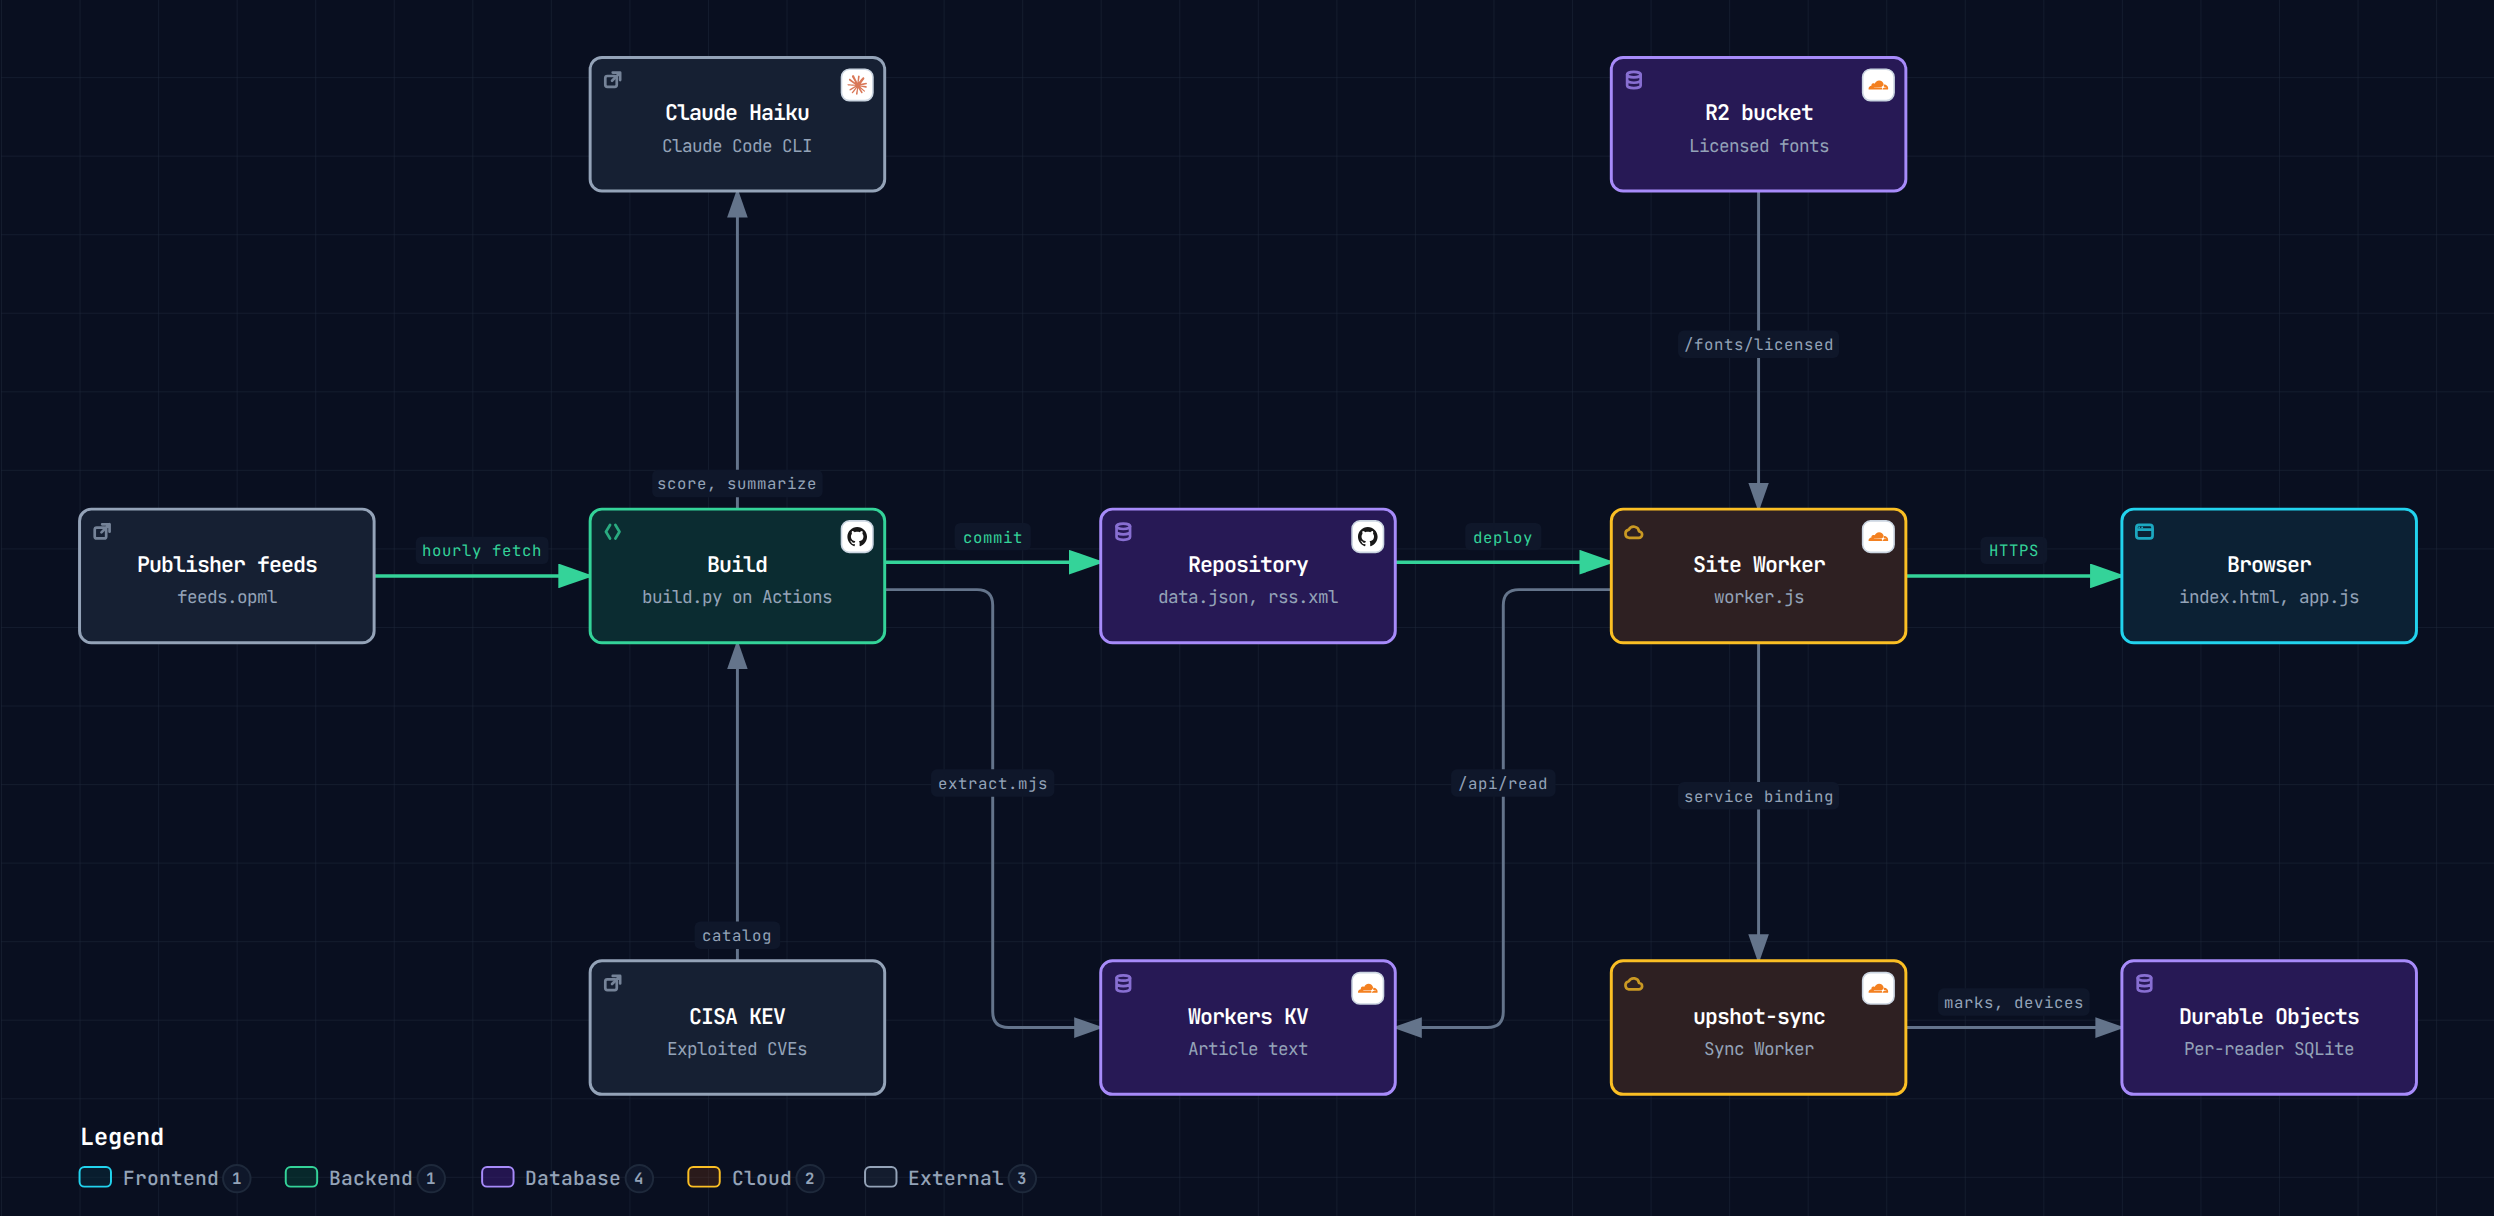 Claude Haiku
Claude Code CLI
R2 bucket
Licensed fonts
/fonts/licensed
score, summarize
Publisher feeds
feeds.opml
hourly fetch
Build
build.py on Actions
commit
Repository
data.json, rss.xml
deploy
Site Worker
worker.js
HTTPS
Browser
index.html, app.js
extract.mjs
/api/read
service binding
catalog
CISA KEV
Exploited CVEs
Workers KV
Article text
upshot-sync
Sync Worker
marks, devices
Durable Objects
Per-reader SQLite
Legend
Frontend 1 Backend 1 Database 4 Cloud 2 External 3